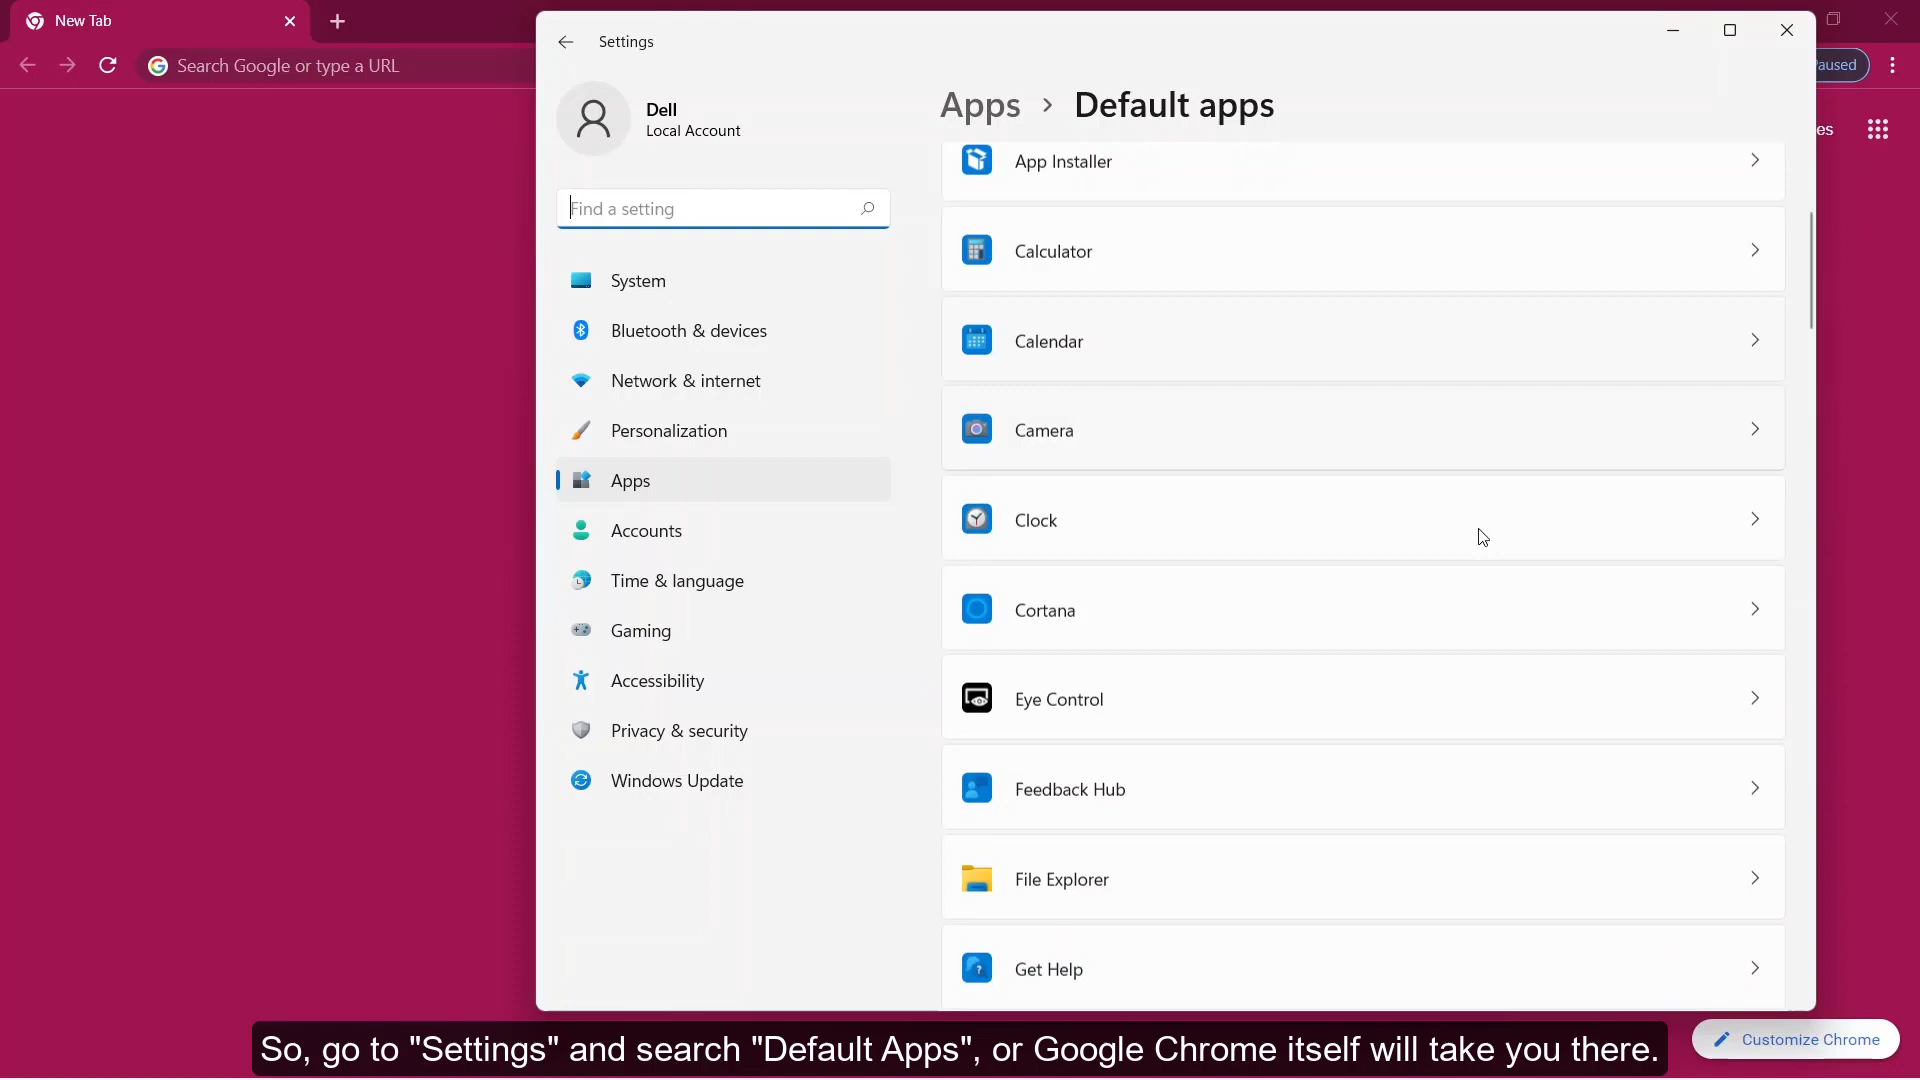 New Tab
Search Google or type a URL
Settings
Dell
Local Account
Find a setting
System
Bluetooth & devices
Network & internet
Personalization
Apps
Accounts
Time & language
Gaming
Accessibility
Privacy & security
Windows Update
Apps > Default apps
App Installer
Calculator
Calendar
Camera
Clock
Cortana
Eye Control
Feedback Hub
File Explorer
Get Help
aused
es
Customize Chrome
So, go to "Settings" and search "Default Apps", or Google Chrome itself will take you there.